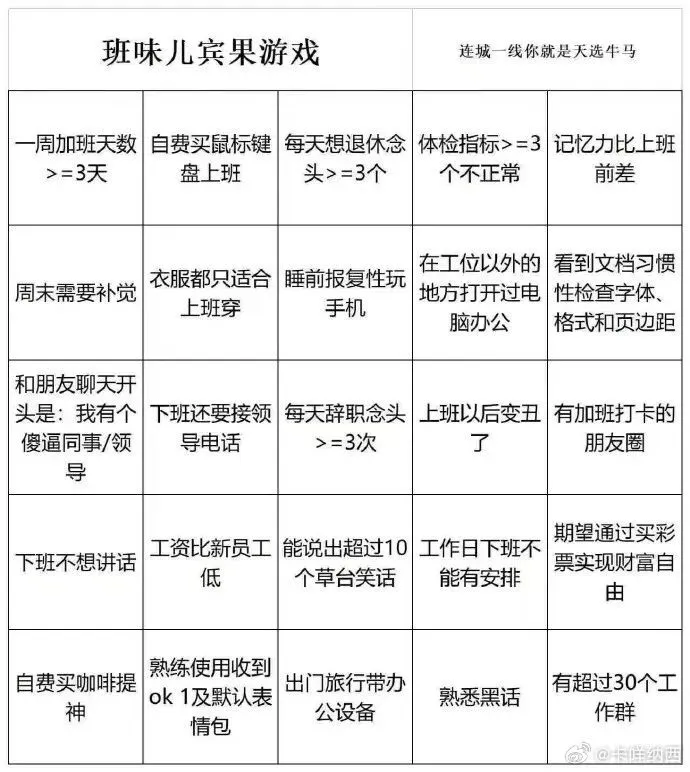 班味儿宾果游戏
连城一线你就是天选牛马
一周加班天数
>=3天
自费买鼠标键
盘上班
每天想退休念
头>=3个
体检指标>=3
个不正常
记忆力比上班
前差
周末需要补觉
衣服都只适合
上班穿
睡前报复性玩
手机
在工位以外的
地方打开过电
脑办公
看到文档习惯
性检查字体、
格式和页边距
和朋友聊天开
头是：我有个
傻逼同事/领
导
下班还要接领
导电话
每天辞职念头
>=3次
上班以后变丑
了
有加班打卡的
朋友圈
下班不想讲话
工资比新员工
低
能说出超过10
个草台笑话
工作日下班不
能有安排
期望通过买彩
票实现财富自
由
自费买咖啡提
神
熟练使用收到
ok 1及默认表
情包
出门旅行带办
公设备
熟悉黑话
有超过30个工
作群
@卡佯纳西